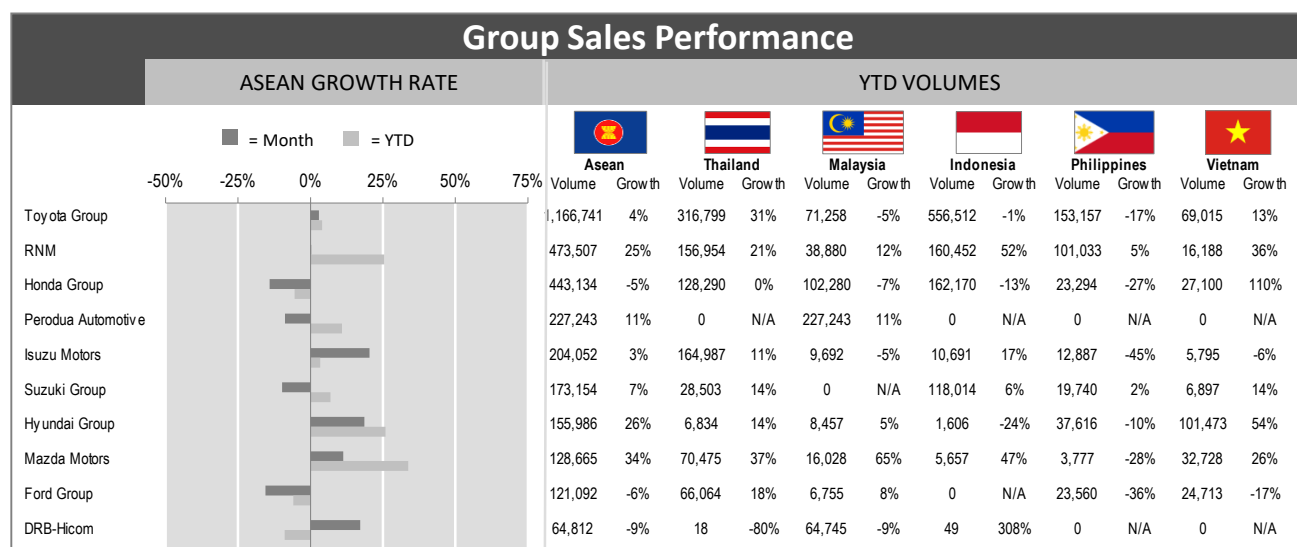 Group Sales Performance
ASEAN GROWTH RATE YTD VOLUMES
= Month = YTD
Asean Thailand Malaysia Indonesia Philippines Vietnam
-50% -25% 0% 25% 50% 75% Volume Growth Volume Growth Volume Growth Volume Growth Volume Growth Volume Growth
Toyota Group 1,166,741 4% 316,799 31% 71,258 -5% 556,512 -1% 153,157 -17% 69,015 13%
RNM 473,507 25% 156,954 21% 38,880 12% 160,452 52% 101,033 5% 16,188 36%
Honda Group 443,134 -5% 128,290 0% 102,280 -7% 162,170 -13% 23,294 -27% 27,100 110%
Perodua Automotive 227,243 11% 0 N/A 227,243 11% 0 N/A 0 N/A 0 N/A
Isuzu Motors 204,052 3% 164,987 11% 9,692 -5% 10,691 17% 12,887 -45% 5,795 -6%
Suzuki Group 173,154 7% 28,503 14% 0 N/A 118,014 6% 19,740 2% 6,897 14%
Hyundai Group 155,986 26% 6,834 14% 8,457 5% 1,606 -24% 37,616 -10% 101,473 54%
Mazda Motors 128,665 34% 70,475 37% 16,028 65% 5,657 47% 3,777 -28% 32,728 26%
Ford Group 121,092 -6% 66,064 18% 6,755 8% 0 N/A 23,560 -36% 24,713 -17%
DRB-Hicom 64,812 -9% 18 -80% 64,745 -9% 49 308% 0 N/A 0 N/A